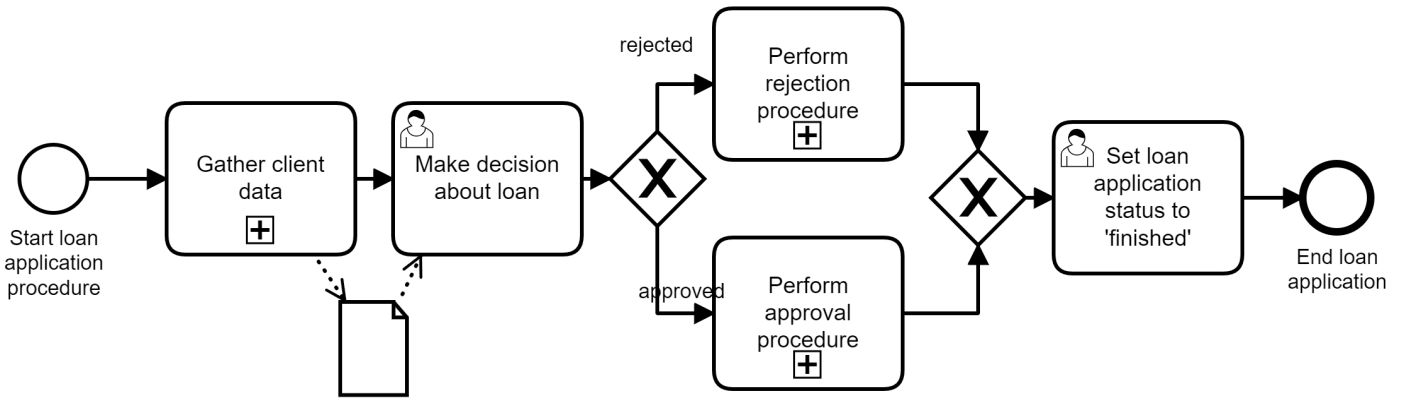 Start loan
application
procedure
Gather client
data
Make decision
about loan
rejected
approved
Perform
rejection
procedure
Perform
approval
procedure
Set loan
application
status to
'finished'
End loan
application